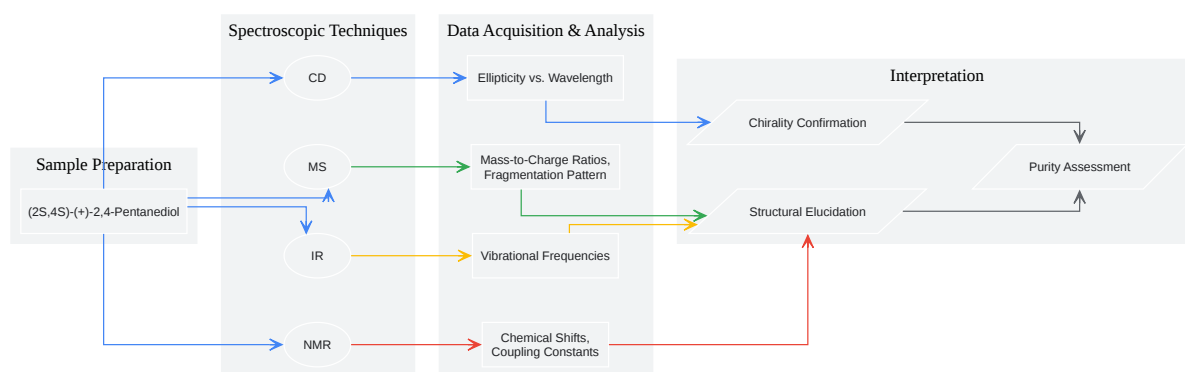 Spectroscopic Techniques
Data Acquisition & Analysis
Interpretation
Sample Preparation
CD
Ellipticity vs. Wavelength
Chirality Confirmation
MS
Mass-to-Charge Ratios,
Fragmentation Pattern
Purity Assessment
(2S,4S)-(+)-2,4-Pentanediol
Structural Elucidation
IR
Vibrational Frequencies
NMR
Chemical Shifts,
Coupling Constants